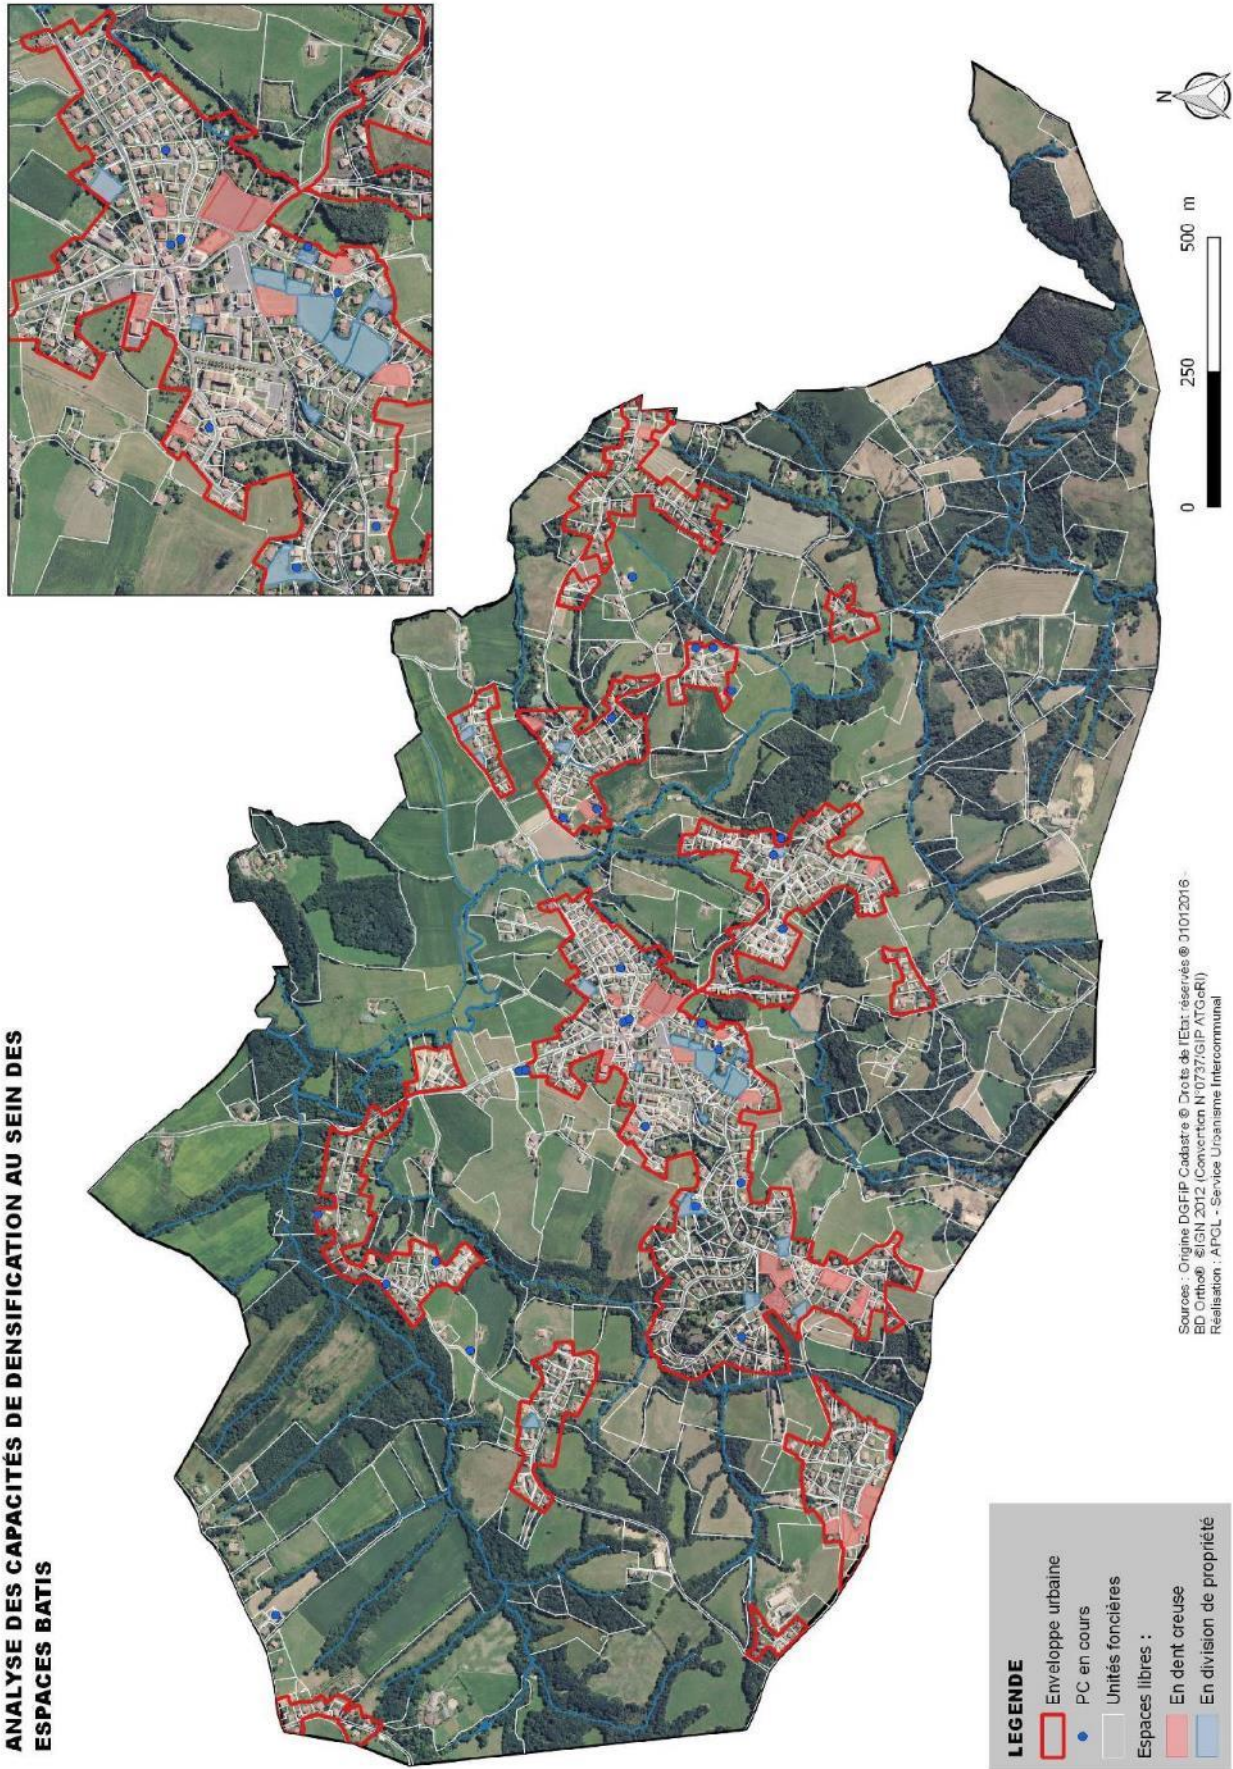 ANALYSE DES CAPACITÉS DE DENSIFICATION AU SEIN DES
ESPACES BATIS
N
0
250
500 m
LEGENDE
Enveloppe urbaine
PC en cours
Unités foncières
Espaces libres :
En dent creuse
En division de propriété
Sources : Origine DGFiP Cadastre © Droits de l'Etat réservés ® 01012016 -
BD Ortho® ©IGN 2012 (Convention N°0737/GIP ATGeRI)
Réalisation : APGL - Service Urbanisme Intercommunal